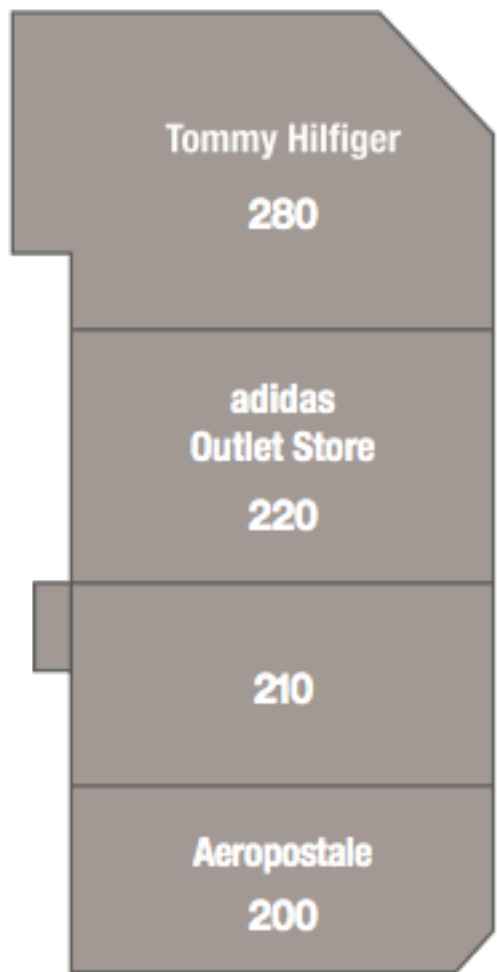 Tommy Hilfiger
280
adidas
Outlet Store
220
210
Aeropostale
200